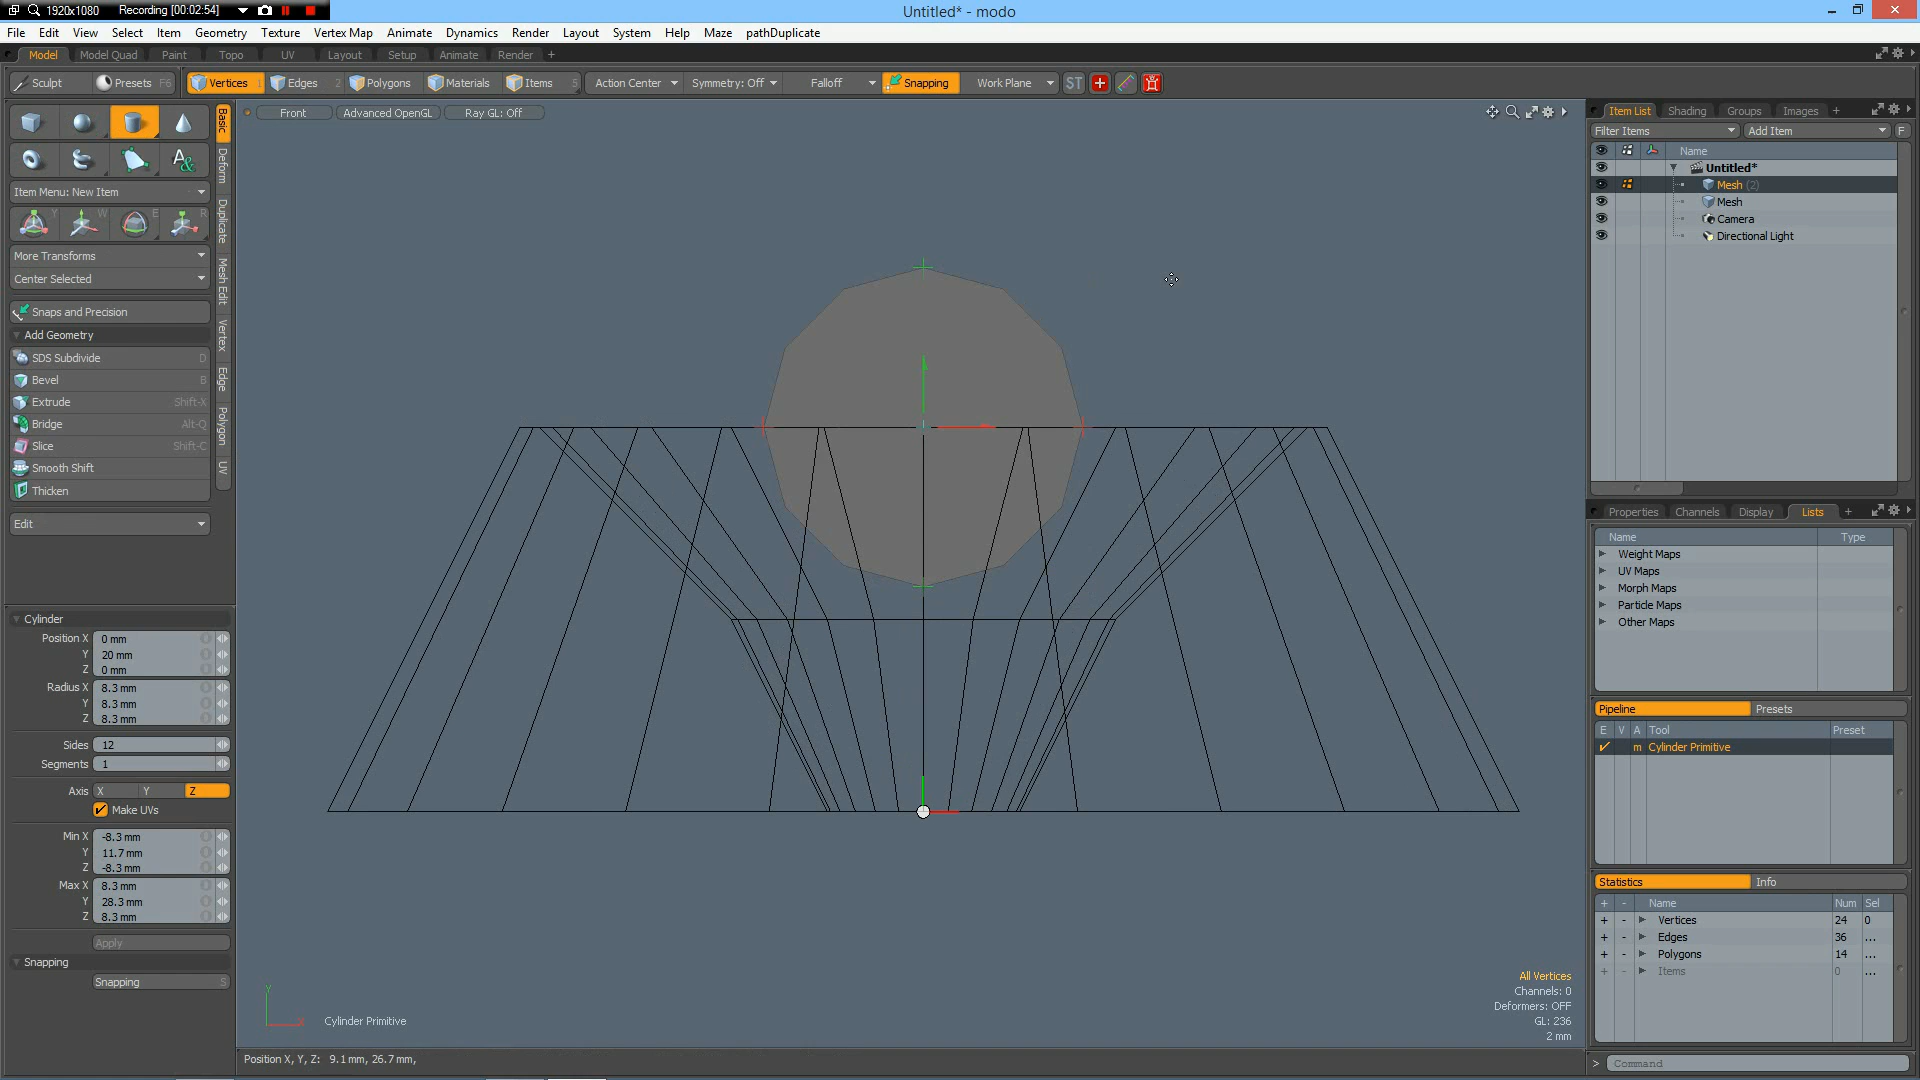 1920x1080 Recording [00:02:54]
Untitled* - modo
File Edit View Select Item Geometry Texture Vertex Map Animate Dynamics Render Layout System Help Maze pathDuplicate
Model Model Quad Paint Topo UV Layout Setup Animate Render +
Sculpt Presets F6 Vertices 1 Edges 2 Polygons Materials Items 5 Action Center Symmetry: Off Falloff Snapping Work Plane ST
Front Advanced OpenGL Ray GL: Off
Basic
Deform
Duplicate
Mesh Edit
Vertex
Edge
Polygon
UV
Item Menu: New Item
Y W E R
More Transforms
Center Selected
Snaps and Precision
Add Geometry
SDS Subdivide D
Bevel B
Extrude Shift-X
Bridge Alt-Q
Slice Shift-C
Smooth Shift
Thicken
Edit
Cylinder
Position X 0 mm
Y 20 mm
Z 0 mm
Radius X 8.3 mm
Y 8.3 mm
Z 8.3 mm
Sides 12
Segments 1
Axis X Y Z
Make UVs
Min X -8.3 mm
Y 11.7 mm
Z -8.3 mm
Max X 8.3 mm
Y 28.3 mm
Z 8.3 mm
Apply
Snapping
Snapping S
Y
X
Cylinder Primitive
All Vertices
Channels: 0
Deformers: OFF
GL: 236
2 mm
Position X, Y, Z: 9.1 mm, 26.7 mm,
Item List Shading Groups Images +
Filter Items Add Item F
Name
Untitled*
Mesh (2)
Mesh
Camera
Directional Light
Properties Channels Display Lists +
Name Type
Weight Maps
UV Maps
Morph Maps
Particle Maps
Other Maps
Pipeline Presets
E V A Tool Preset
m Cylinder Primitive
Statistics Info
+ - Name Num Sel
+ - Vertices 24 0
+ - Edges 36 ...
+ - Polygons 14 ...
+ - Items 0 ...
> Command